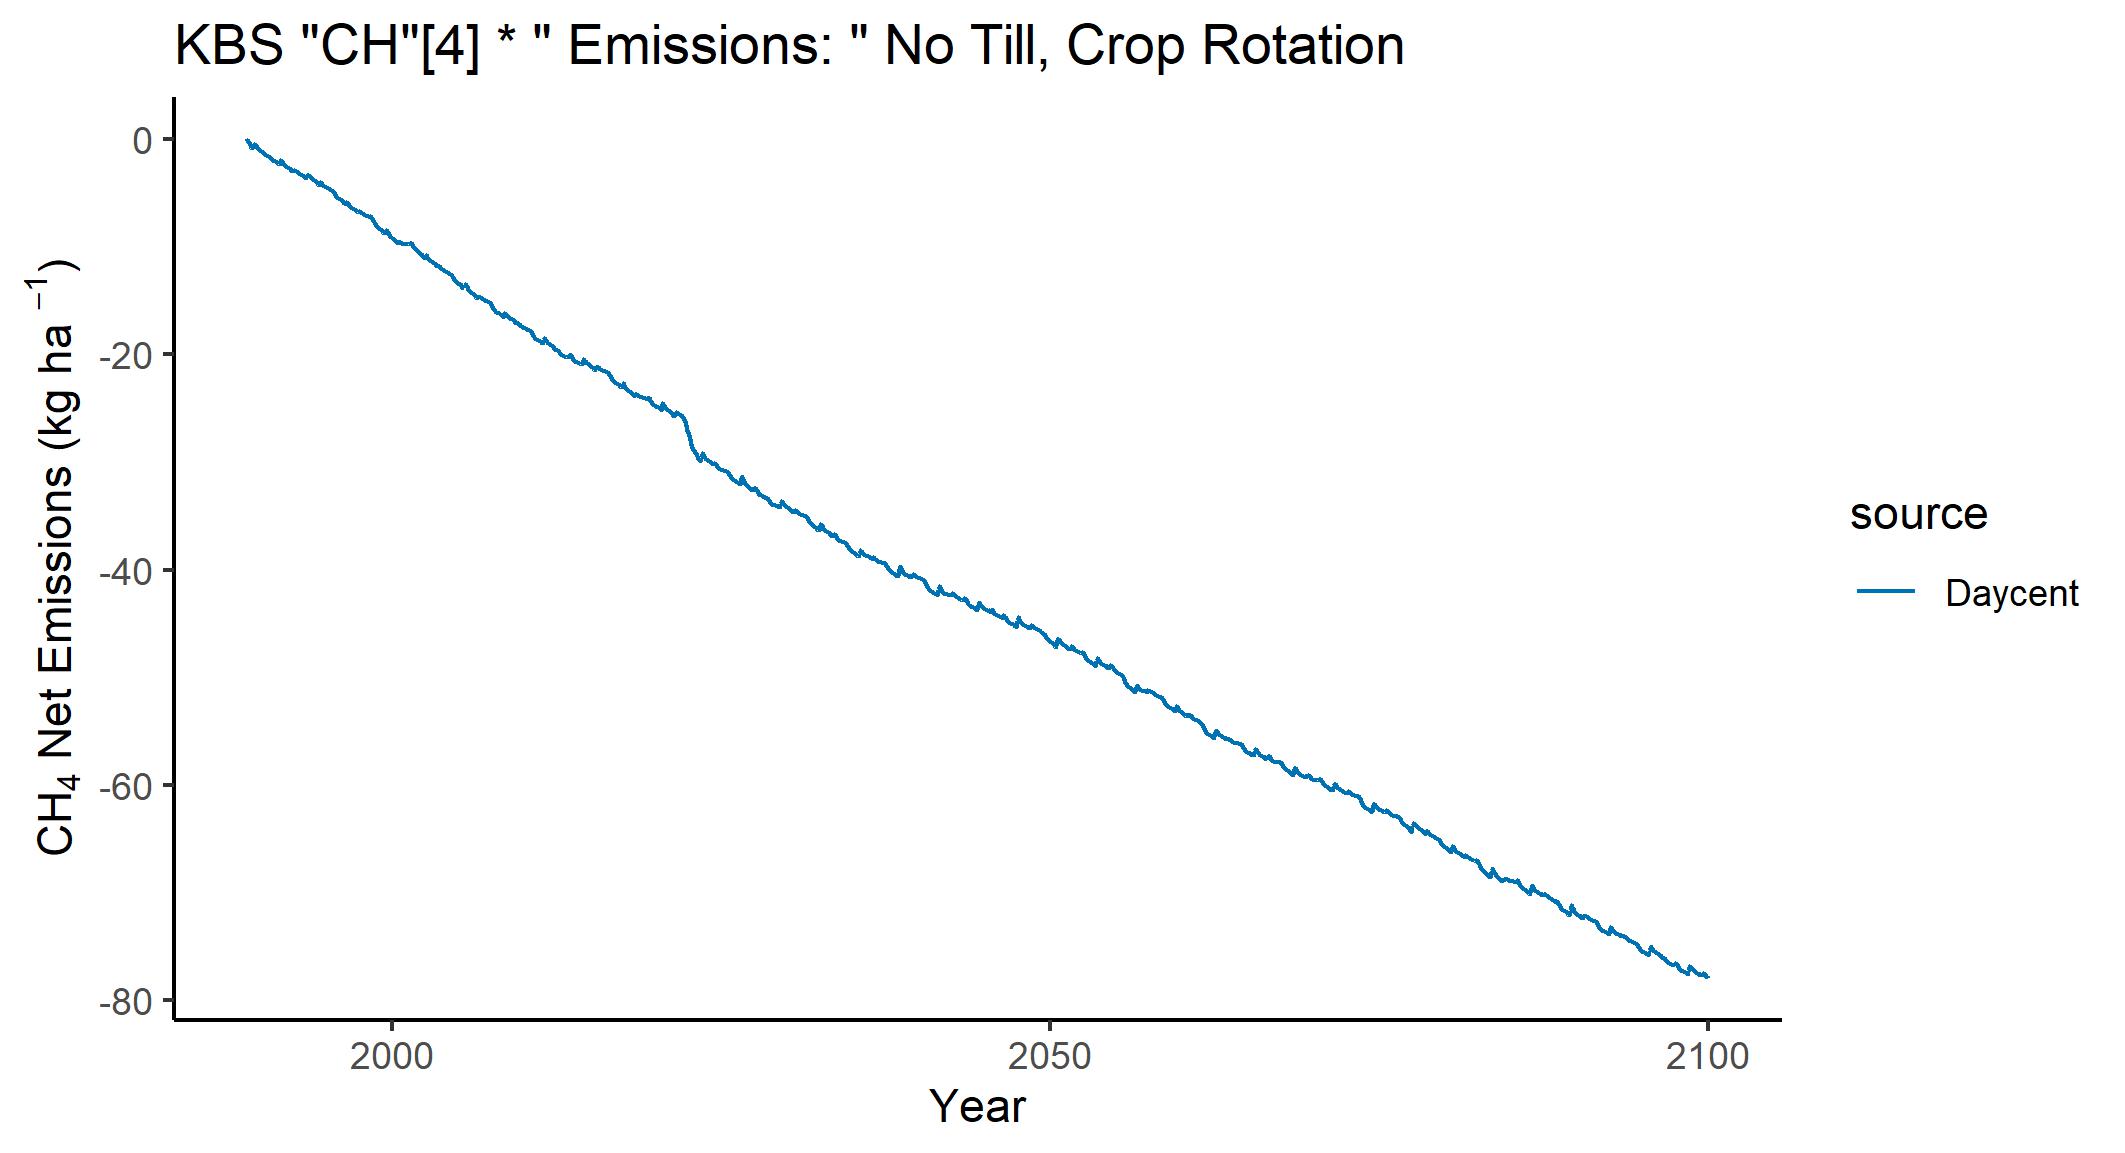 KBS "CH"[4] * " Emissions: " No Till, Crop Rotation
CH₄ Net Emissions (kg ha ⁻¹)
0
-20
-40
-60
-80
2000 2050 2100
Year
source
Daycent